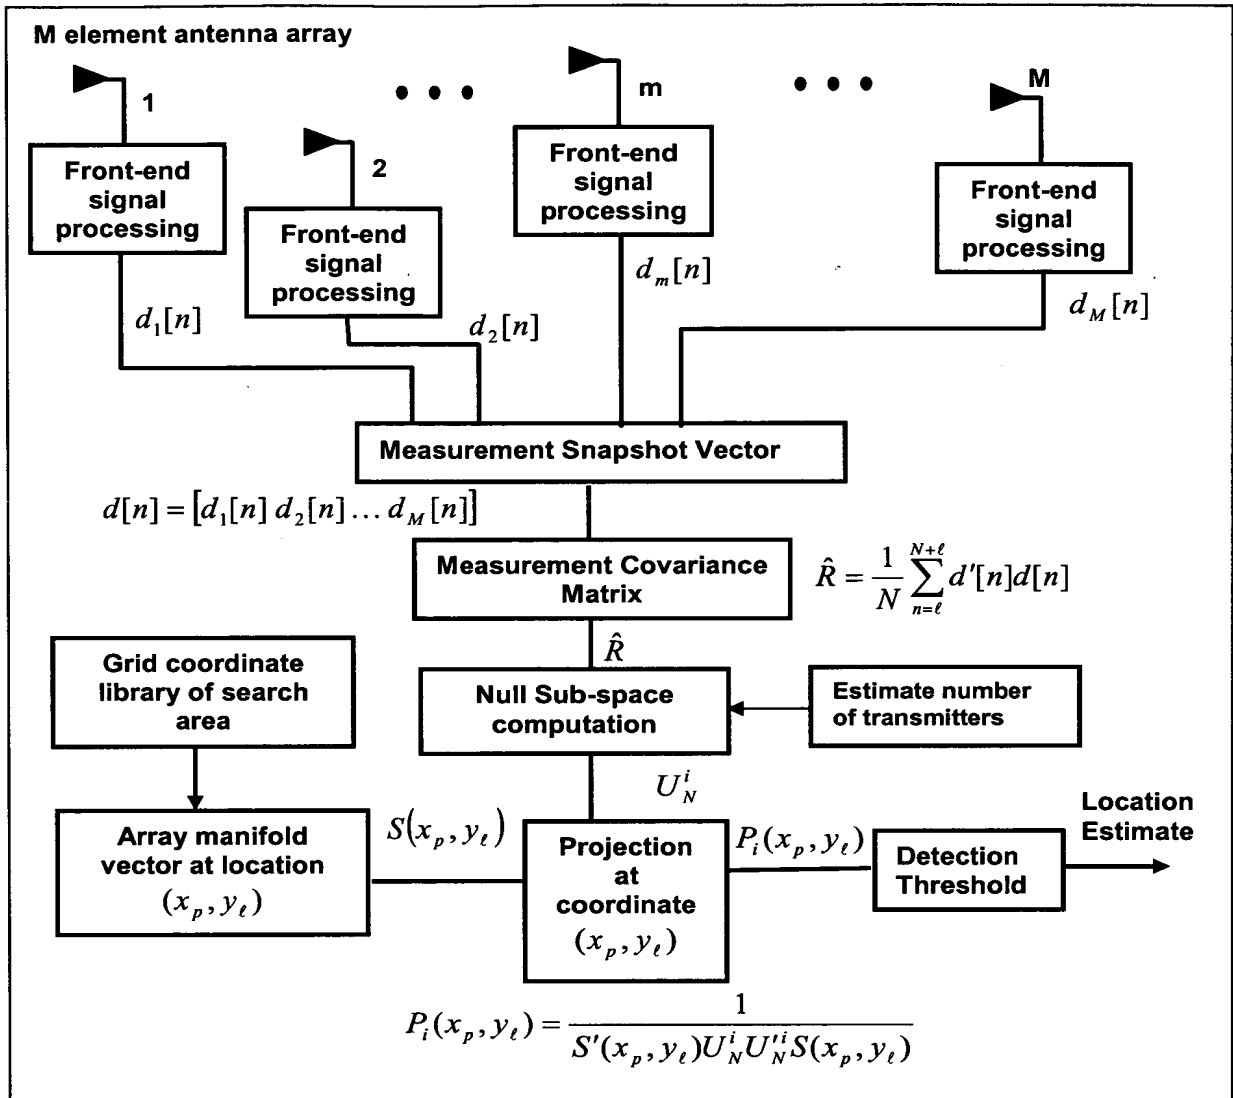 M element antenna array
1
2
m
M
Front-end
signal
processing
Front-end
signal
processing
Front-end
signal
processing
Front-end
signal
processing
d_1[n]
d_2[n]
d_m[n]
d_M[n]
Measurement Snapshot Vector
d[n] = [d_1[n] d_2[n] … d_M[n]]
Measurement Covariance
Matrix
R̂ = \frac{1}{N} \sum_{n=ℓ}^{N+ℓ} d'[n]d[n]
R̂
Grid coordinate
library of search
area
Null Sub-space
computation
Estimate number
of transmitters
U_N^i
Array manifold
vector at location
(x_p, y_ℓ)
S(x_p, y_ℓ)
Projection
at
coordinate
(x_p, y_ℓ)
P_i(x_p, y_ℓ)
Detection
Threshold
Location
Estimate
P_i(x_p, y_ℓ) = \frac{1}{S'(x_p, y_ℓ)U_N^i U_N'^i S(x_p, y_ℓ)}